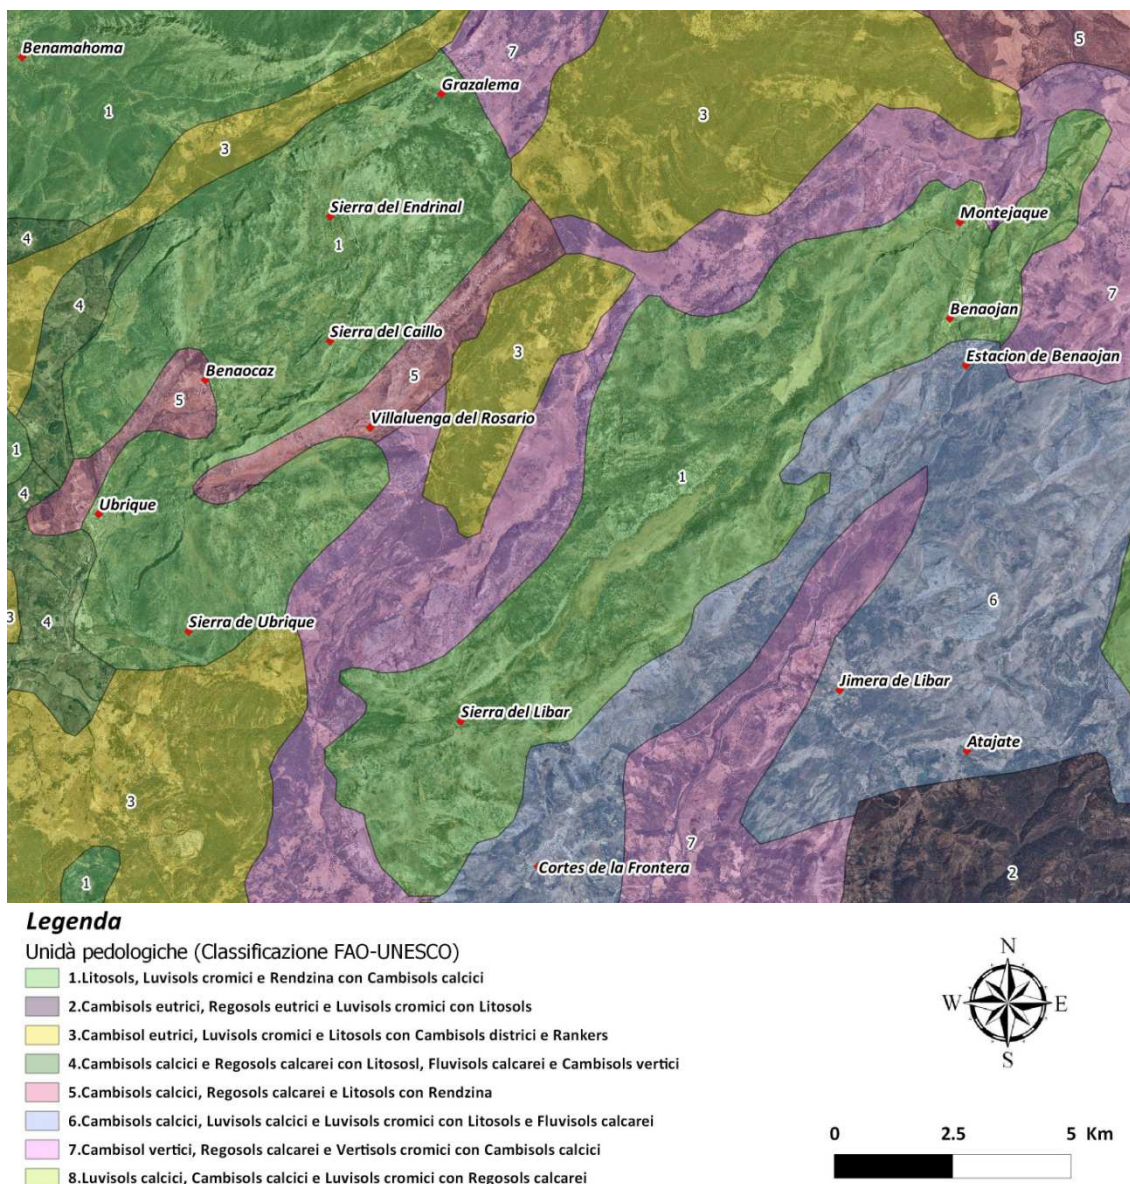 Benamahoma
7
5
Grazalema
1
3
3
Sierra del Endrinal
Montejaque
4
1
4
7
Benaojan
Sierra del Caillo
3
Estacion de Benaojan
5
Benaocaz
5
Villaluenga del Rosario
1
1
4
Ubrique
6
3
4
Sierra de Ubrique
Jimera de Libar
Sierra del Libar
Atajate
3
7
1
Cortes de la Frontera
2
Legenda
Unidà pedologiche (Classificazione FAO-UNESCO)
1.Litosols, Luvisols cromici e Rendzina con Cambisols calcici
2.Cambisols eutrici, Regosols eutrici e Luvisols cromici con Litosols
3.Cambisol eutrici, Luvisols cromici e Litosols con Cambisols districi e Rankers
4.Cambisols calcici e Regosols calcarei con Litososl, Fluvisols calcarei e Cambisols vertici
5.Cambisols calcici, Regosols calcarei e Litosols con Rendzina
6.Cambisols calcici, Luvisols calcici e Luvisols cromici con Litosols e Fluvisols calcarei
7.Cambisol vertici, Regosols calcarei e Vertisols cromici con Cambisols calcici
8.Luvisols calcici, Cambisols calcici e Luvisols cromici con Regosols calcarei
N
W E
S
0 2.5 5 Km